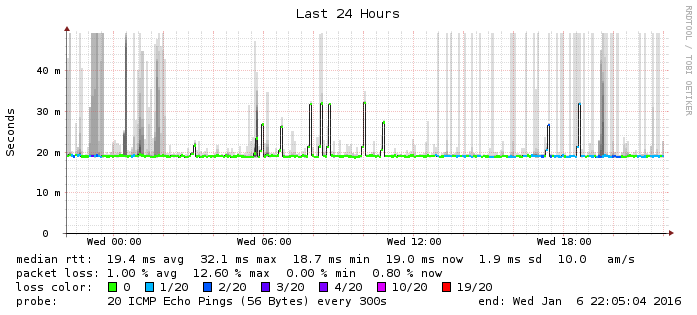 Last 24 Hours
RRDTOOL / TOBI OETIKER
Seconds
40 m
30 m
20 m
10 m
0
Wed 00:00 Wed 06:00 Wed 12:00 Wed 18:00
median rtt: 19.4 ms avg 32.1 ms max 18.7 ms min 19.0 ms now 1.9 ms sd 10.0 am/s
packet loss: 1.00 % avg 12.60 % max 0.00 % min 0.80 % now
loss color: 0 1/20 2/20 3/20 4/20 10/20 19/20
probe: 20 ICMP Echo Pings (56 Bytes) every 300s end: Wed Jan 6 22:05:04 2016